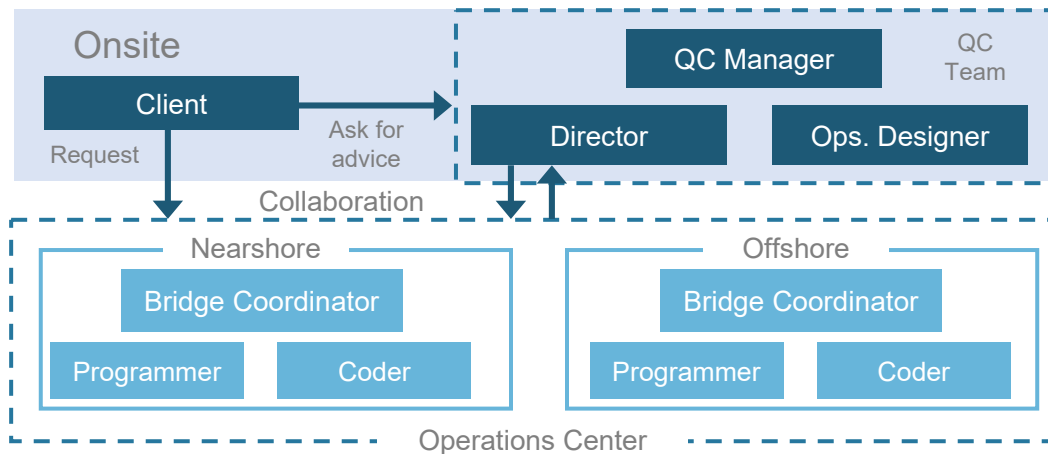 Onsite
QC Manager
QC
Team
Client
Director
Ops. Designer
Request
Ask for
advice
Collaboration
Nearshore
Offshore
Bridge Coordinator
Bridge Coordinator
Programmer
Coder
Programmer
Coder
Operations Center